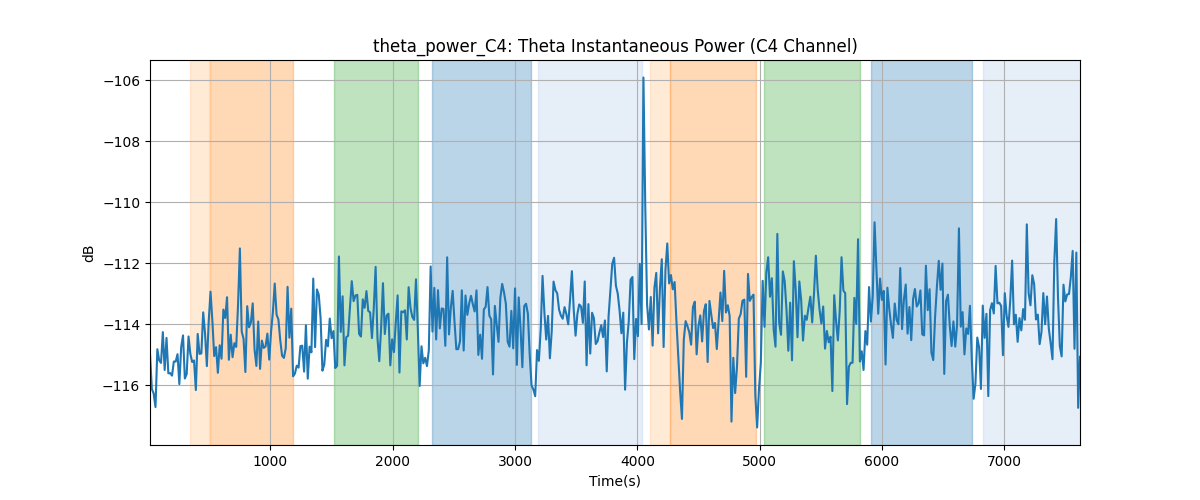 theta_power_C4: Theta Instantaneous Power (C4 Channel)
−106
−108
−110
−112
−114
−116
dB
1000 2000 3000 4000 5000 6000 7000
Time(s)